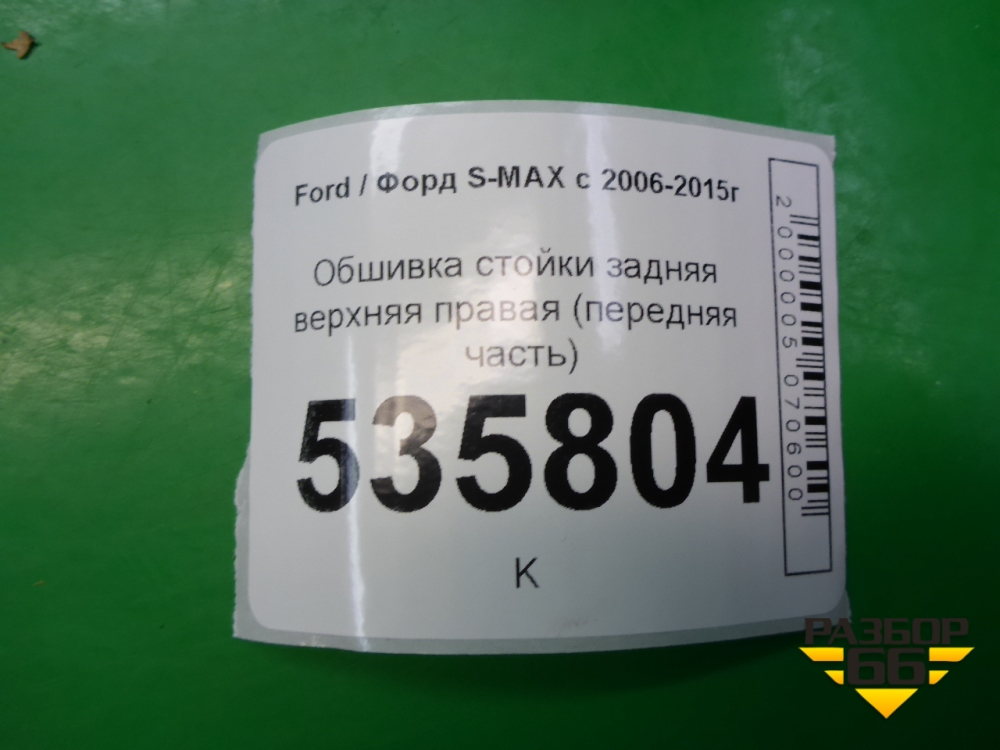 Ford / Форд S-MAX с 2006-2015г
Обшивка стойки задняя
верхняя правая (передняя
часть)
535804
К
2000005070600
РАЗБОР
66